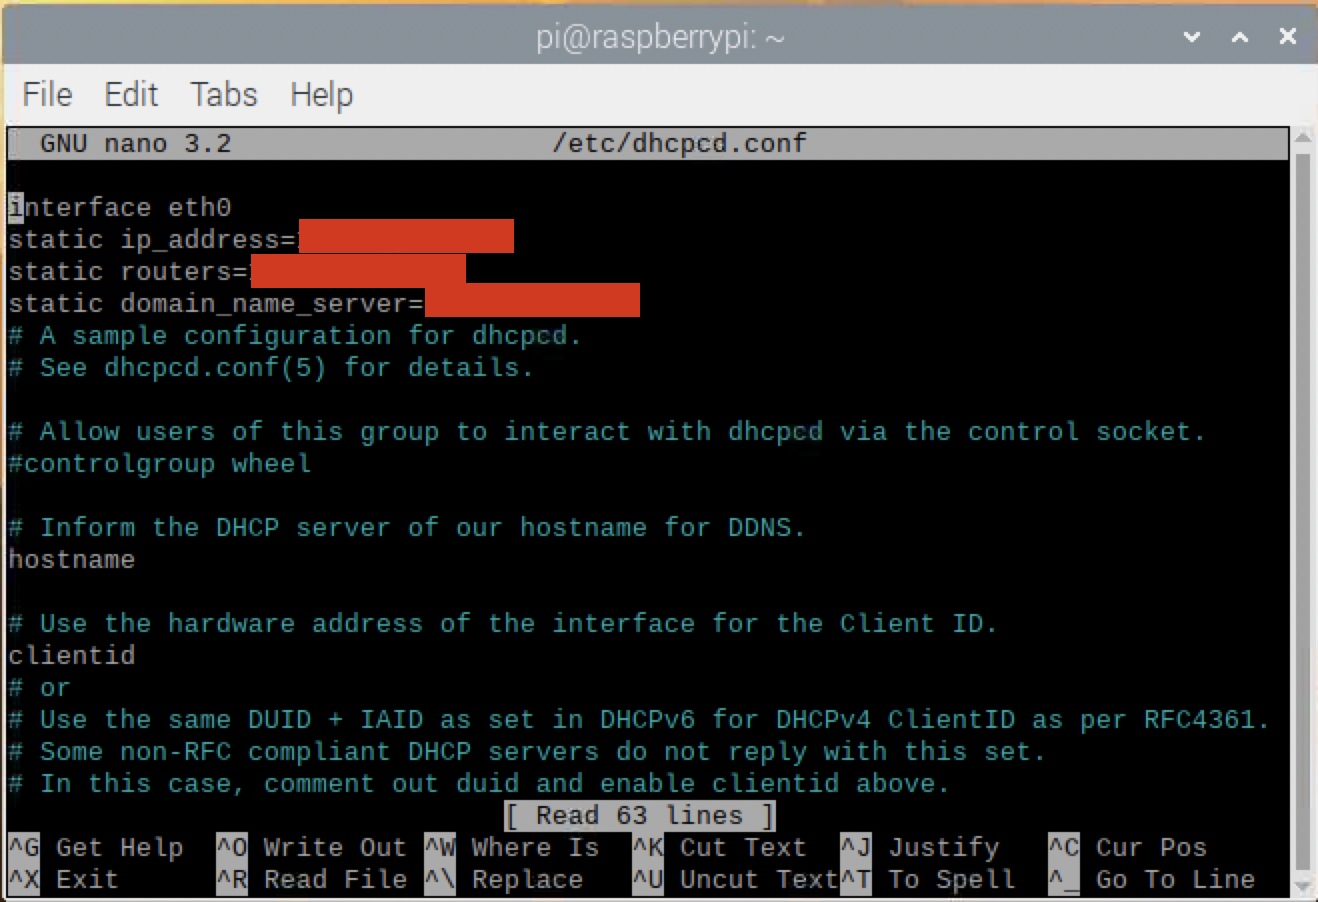 pi@raspberrypi: ~
File Edit Tabs Help
GNU nano 3.2 /etc/dhcpcd.conf
interface eth0
static ip_address=
static routers=
static domain_name_server=
# A sample configuration for dhcpcd.
# See dhcpcd.conf(5) for details.
# Allow users of this group to interact with dhcpcd via the control socket.
#controlgroup wheel
# Inform the DHCP server of our hostname for DDNS.
hostname
# Use the hardware address of the interface for the Client ID.
clientid
# or
# Use the same DUID + IAID as set in DHCPv6 for DHCPv4 ClientID as per RFC4361.
# Some non-RFC compliant DHCP servers do not reply with this set.
# In this case, comment out duid and enable clientid above.
[ Read 63 lines ]
^G Get Help ^O Write Out ^W Where Is ^K Cut Text ^J Justify ^C Cur Pos
^X Exit ^R Read File ^\ Replace ^U Uncut Text ^T To Spell ^_ Go To Line